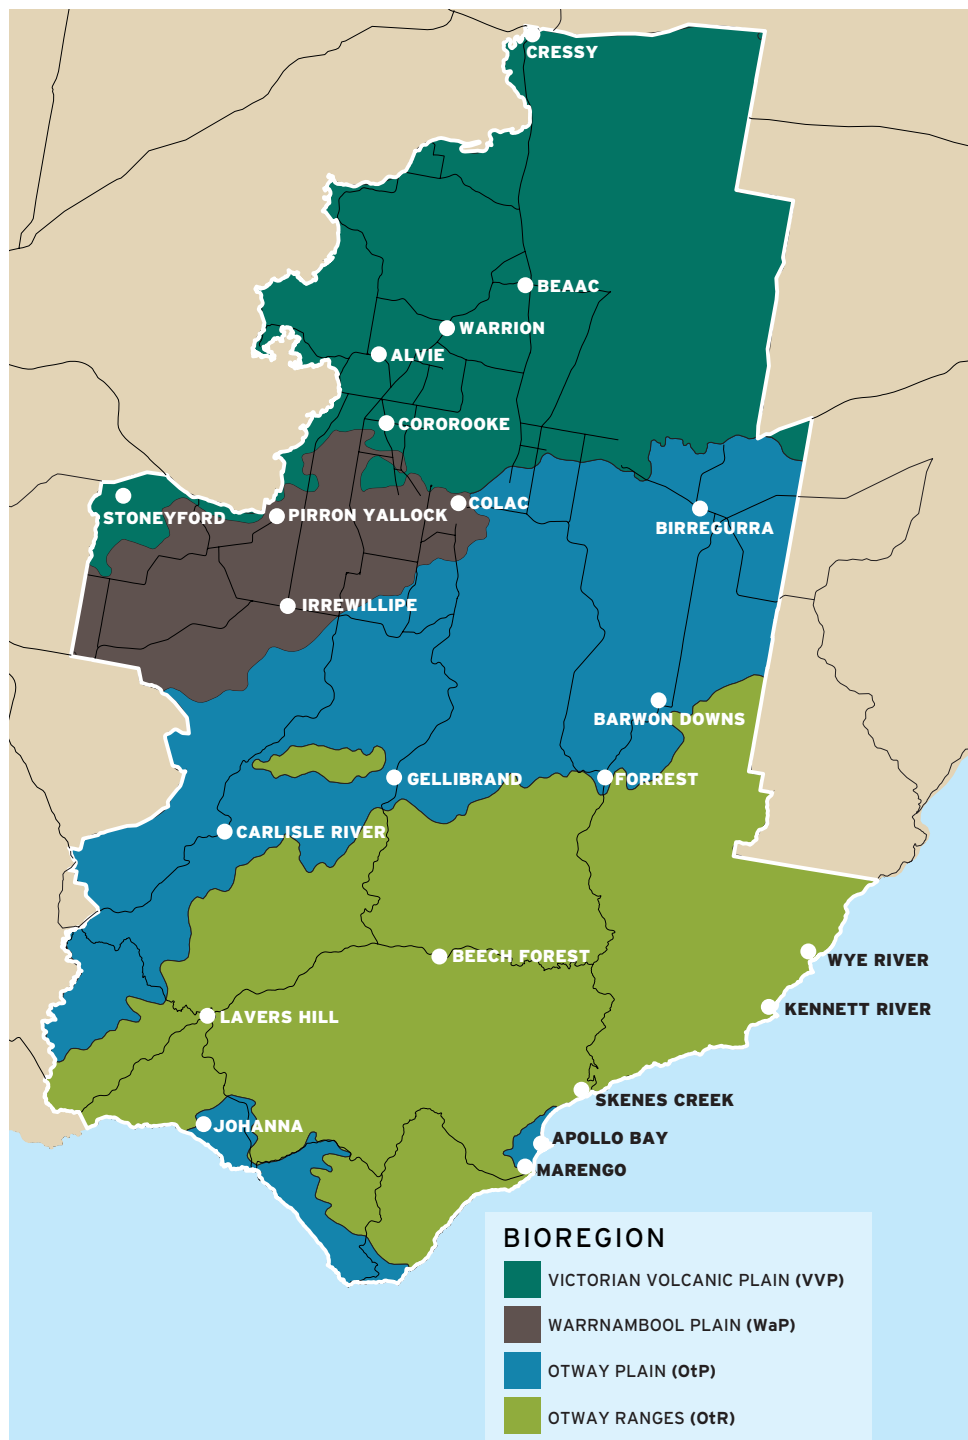 CRESSY
BEAAC
WARRION
ALVIE
COROROOKE
STONEYFORD
PIRRON YALLOCK
COLAC
BIRREGURRA
IRREWILLIPE
BARWON DOWNS
GELLIBRAND
FORREST
CARLISLE RIVER
BEECH FOREST
WYE RIVER
KENNETT RIVER
LAVERS HILL
SKENES CREEK
JOHANNA
APOLLO BAY
MARENGO
BIOREGION
VICTORIAN VOLCANIC PLAIN (VVP)
WARRNAMBOOL PLAIN (WaP)
OTWAY PLAIN (OtP)
OTWAY RANGES (OtR)